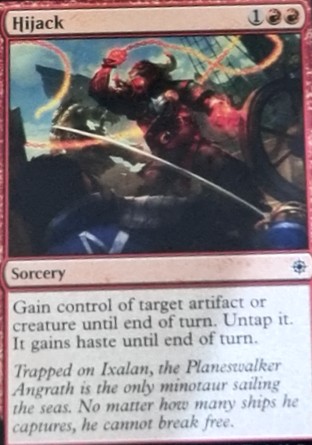 Hijack 1
Sorcery
Gain control of target artifact or
creature until end of turn. Untap it.
It gains haste until end of turn.
Trapped on Ixalan, the Planeswalker
Angrath is the only minotaur sailing
the seas. No matter how many ships he
captures, he cannot break free.